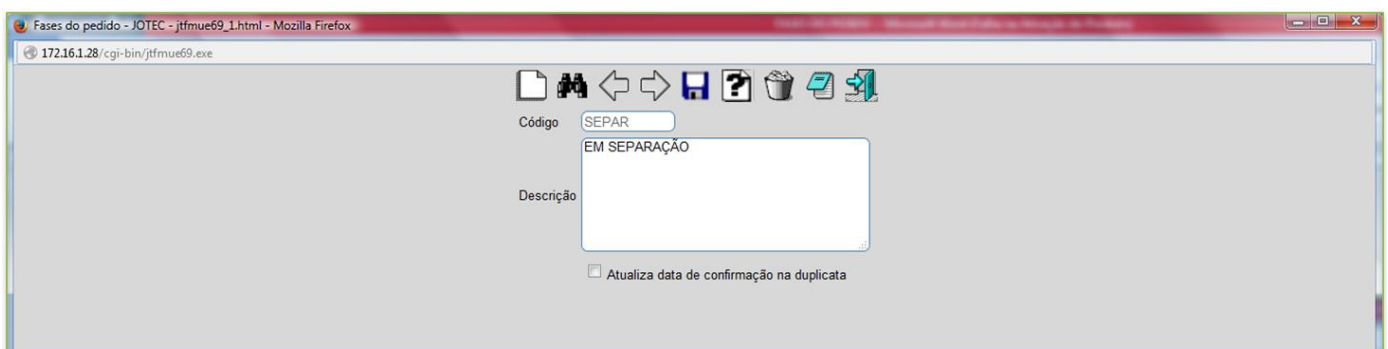 Fases do pedido - JOTEC - jtfmue69_1.html - Mozilla Firefox
172.16.1.28/cgi-bin/jtfmue69.exe
Código SEPAR
EM SEPARAÇÃO
Descrição
Atualiza data de confirmação na duplicata